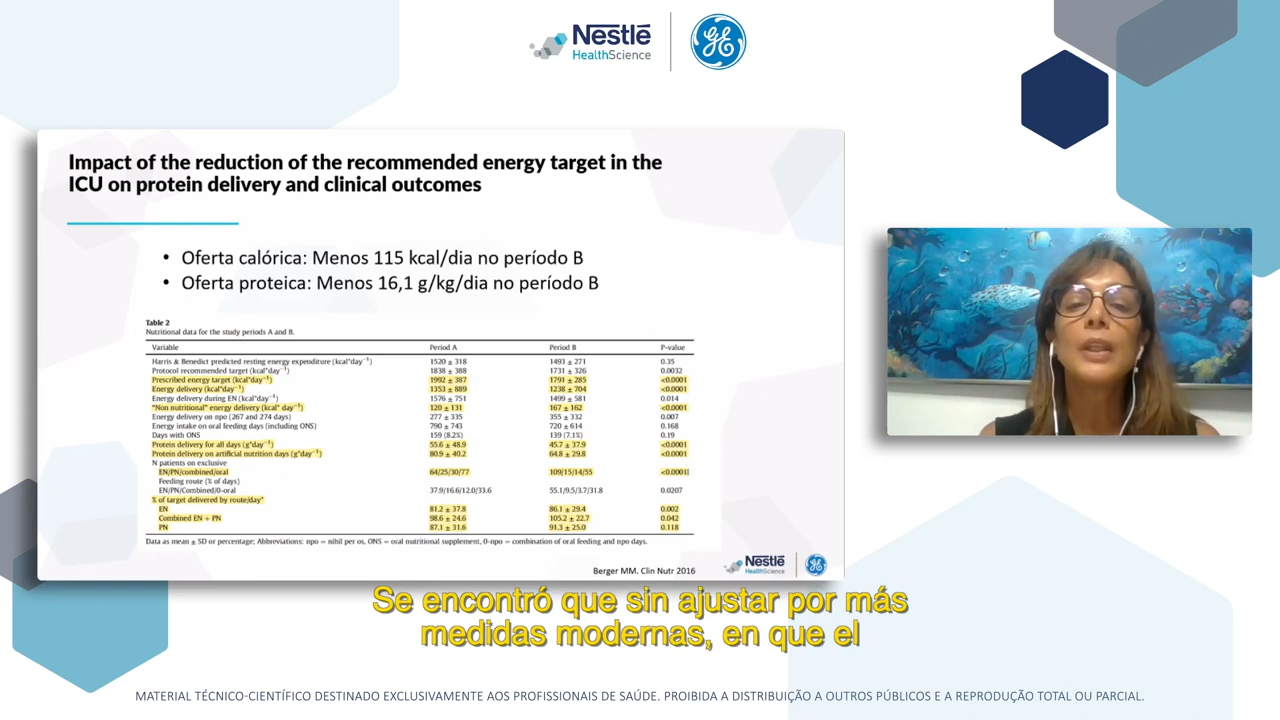 Nestlé
HealthScience
GE
Impact of the reduction of the recommended energy target in the
ICU on protein delivery and clinical outcomes
• Oferta calórica: Menos 115 kcal/dia no período B
• Oferta proteica: Menos 16,1 g/kg/dia no período B
Table 2
Nutritional data for the study periods A and B.
Variable Period A Period B P-value
Harris & Benedict predicted resting energy expenditure (kcal*day⁻¹) 1520 ± 318 1493 ± 271 0.35
Protocol recommended target (kcal*day⁻¹) 1838 ± 388 1731 ± 326 0.0032
Prescribed energy target (kcal*day⁻¹) 1992 ± 387 1791 ± 285 <0.0001
Energy delivery (kcal*day⁻¹) 1353 ± 889 1238 ± 704 <0.0001
Energy delivery during EN (kcal*day⁻¹) 1576 ± 751 1499 ± 581 0.014
"Non nutritional" energy delivery (kcal* day⁻¹) 120 ± 131 167 ± 162 <0.0001
Energy delivery on npo (267 and 274 days) 277 ± 335 355 ± 332 0.007
Energy intake on oral feeding days (including ONS) 790 ± 743 720 ± 614 0.168
Days with ONS 159 (8.2%) 139 (7.1%) 0.19
Protein delivery for all days (g*day⁻¹) 55.6 ± 48.9 45.7 ± 37.9 <0.0001
Protein delivery on artificial nutrition days (g*day⁻¹) 80.9 ± 40.2 64.8 ± 29.8 <0.0001
N patients on exclusive
EN/PN/combined/oral 64/25/30/77 109/15/14/55 <0.0001
Feeding route (% of days)
EN/PN/Combined/0-oral 37.9/16.6/12.0/33.6 55.1/9.5/3.7/31.8 0.0207
% of target delivered by route/day*
EN 81.2 ± 37.8 86.1 ± 29.4 0.002
Combined EN + PN 98.6 ± 24.6 105.2 ± 22.7 0.042
PN 87.1 ± 31.6 91.3 ± 25.0 0.118
Data as mean ± SD or percentage; Abbreviations: npo = nihil per os, ONS = oral nutritional supplement, 0-npo = combination of oral feeding and npo days.
Berger MM. Clin Nutr 2016
Nestlé
HealthScience
GE
Se encontró que sin ajustar por más
medidas modernas, en que el
MATERIAL TÉCNICO-CIENTÍFICO DESTINADO EXCLUSIVAMENTE AOS PROFISSIONAIS DE SAÚDE. PROIBIDA A DISTRIBUIÇÃO A OUTROS PÚBLICOS E A REPRODUÇÃO TOTAL OU PARCIAL.